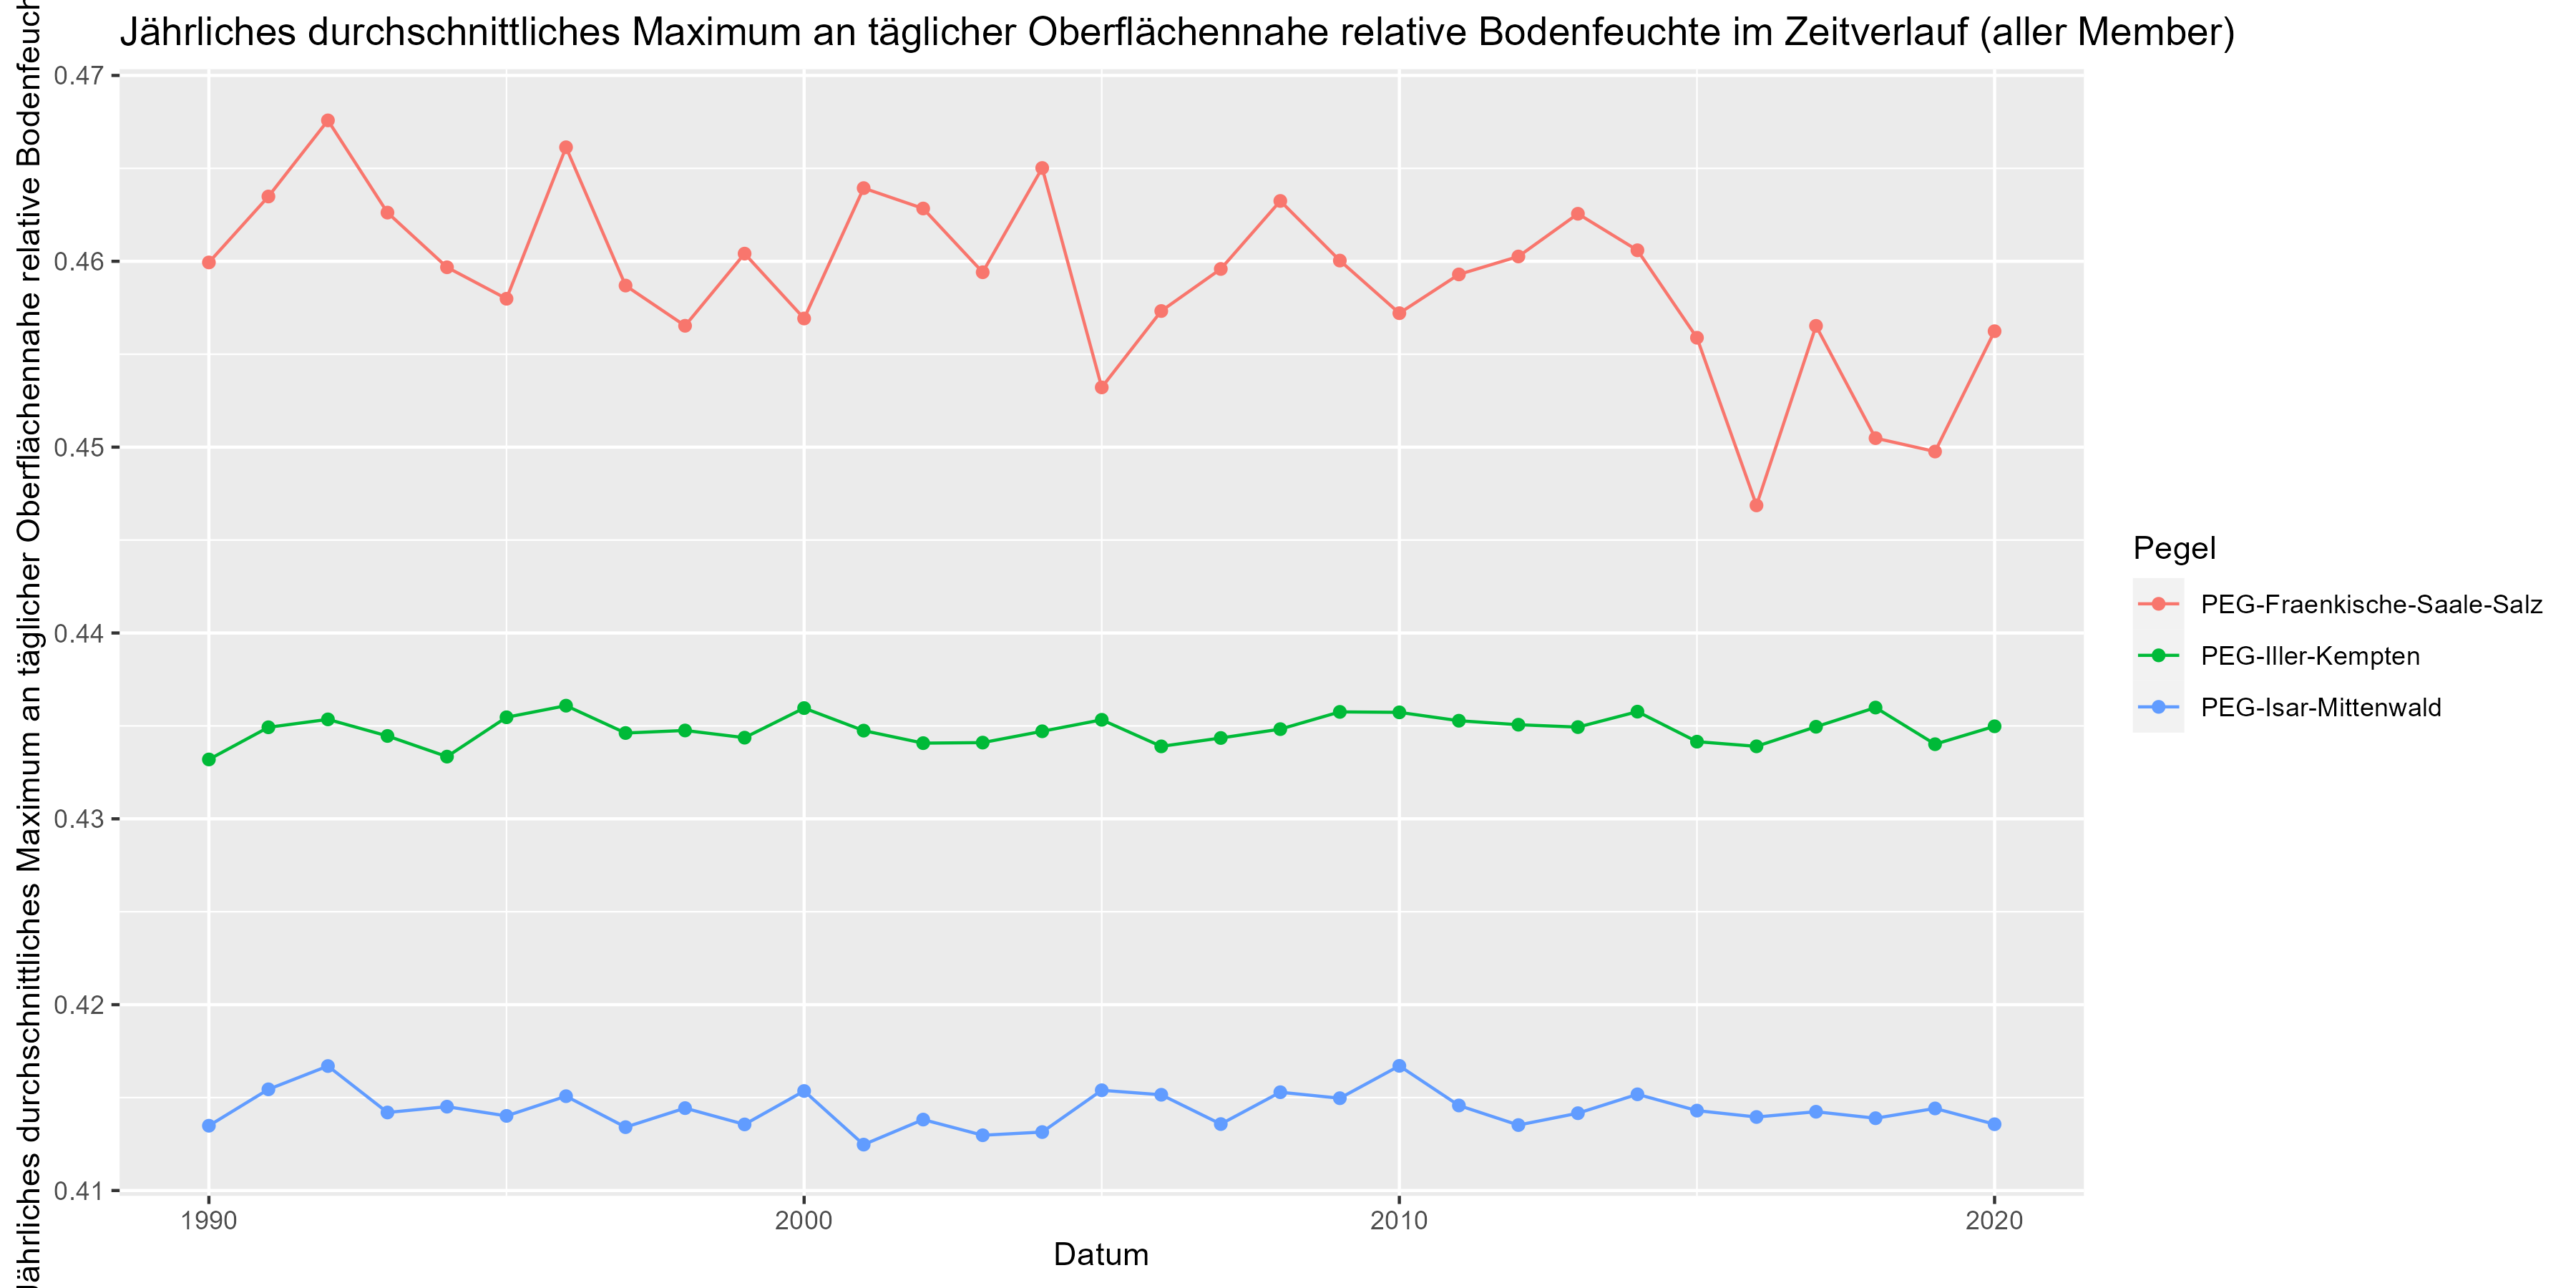 Jährliches durchschnittliches Maximum an täglicher Oberflächennahe relative Bodenfeuchte im Zeitverlauf (aller Member)
Jährliches durchschnittliches Maximum an täglicher Oberflächennahe relative Bodenfeuch
0.47
0.46
0.45
0.44
0.43
0.42
0.41
1990
2000
2010
2020
Datum
Pegel
PEG-Fraenkische-Saale-Salz
PEG-Iller-Kempten
PEG-Isar-Mittenwald